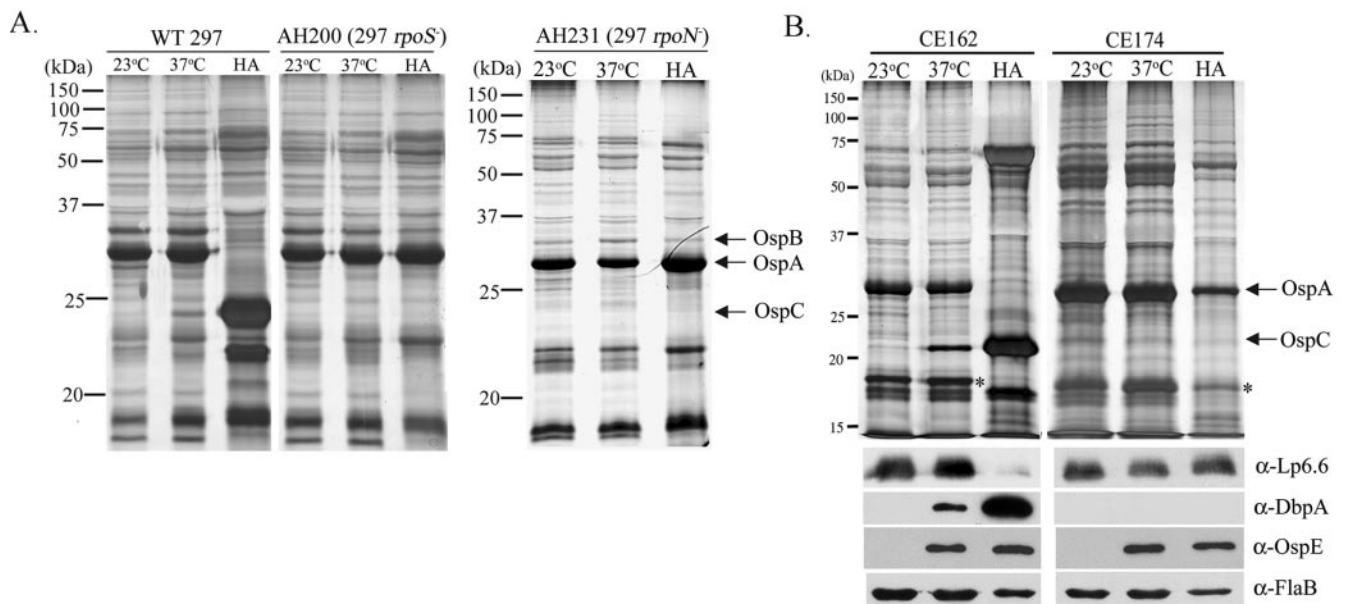 A.
WT 297
AH200 (297 rpoS-)
23°C 37°C HA 23°C 37°C HA
(kDa)
150
100
75
50
37
25
20
AH231 (297 rpoN-)
23°C 37°C HA
(kDa)
150
100
75
50
37
25
20
OspB
OspA
OspC
B.
CE162
CE174
23°C 37°C HA 23°C 37°C HA
(kDa)
150
100
75
50
37
25
20
15
OspA
OspC
*
*
α-Lp6.6
α-DbpA
α-OspE
α-FlaB